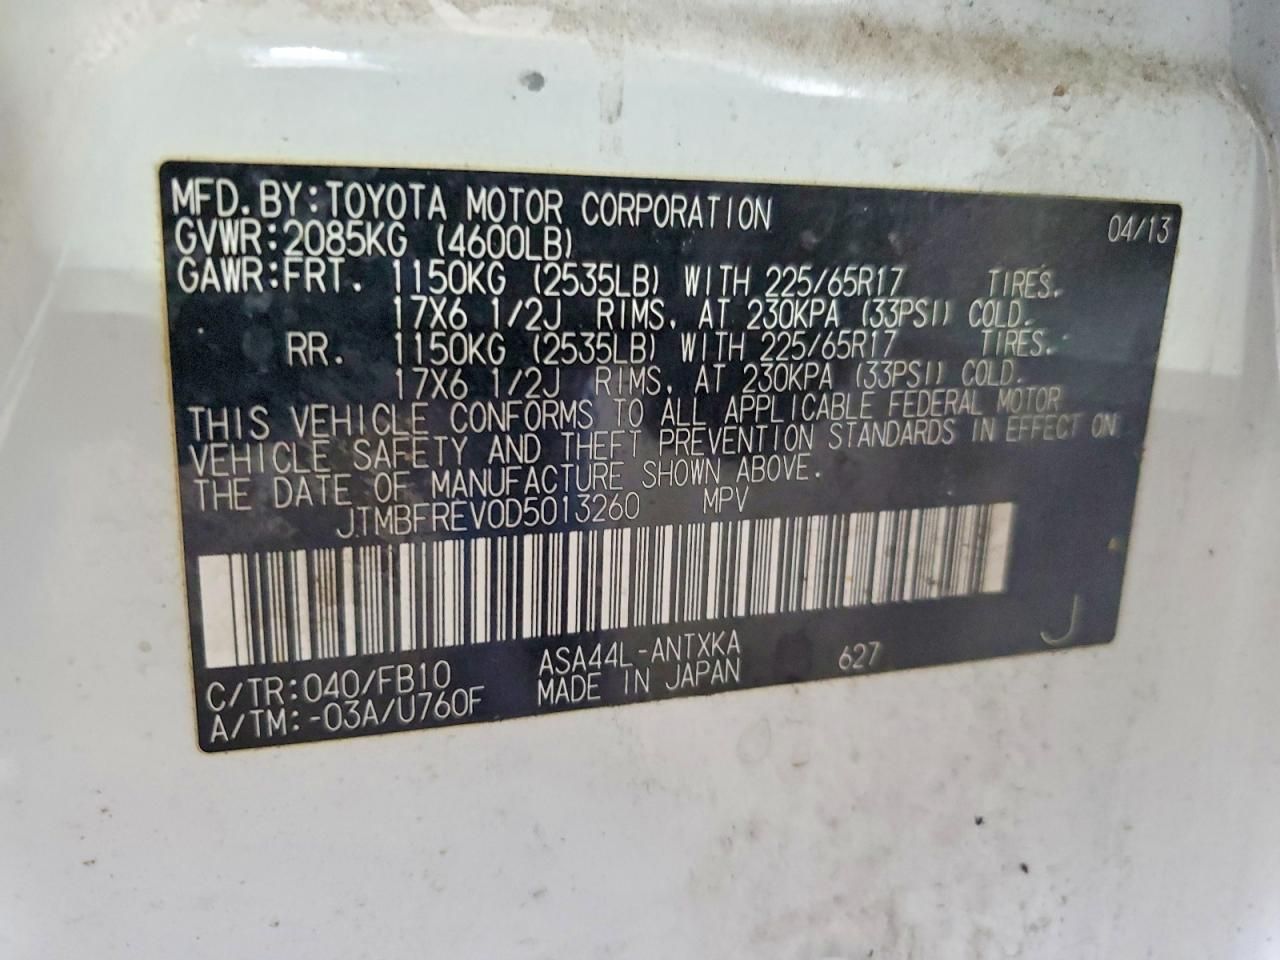 MFD.BY:TOYOTA MOTOR CORPORATION 04/13
GVWR:2085KG (4600LB)
GAWR:FRT. 1150KG (2535LB) WITH 225/65R17 TIRES.
17X6 1/2J RIMS, AT 230KPA (33PSI) COLD.
RR. 1150KG (2535LB) WITH 225/65R17 TIRES.
17X6 1/2J RIMS, AT 230KPA (33PSI) COLD.
THIS VEHICLE CONFORMS TO ALL APPLICABLE FEDERAL MOTOR
VEHICLE SAFETY AND THEFT PREVENTION STANDARDS IN EFFECT ON
THE DATE OF MANUFACTURE SHOWN ABOVE.
JTMBFREV0D5013260 MPV
C/TR:040/FB10 ASA44L-ANTXKA 627 J
A/TM:-03A/U760F MADE IN JAPAN